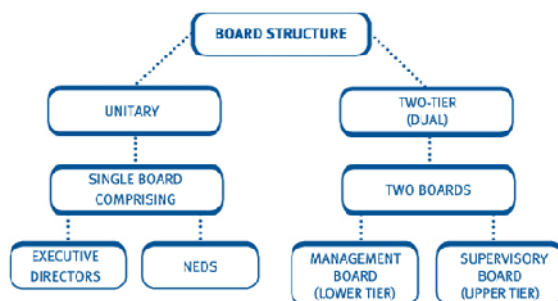 BOARD STRUCTURE
UNITARY
TWO-TIER
(DUAL)
SINGLE BOARD
COMPRISING
TWO BOARDS
EXECUTIVE
DIRECTORS
NEDS
MANAGEMENT
BOARD
(LOWER TIER)
SUPERVISORY
BOARD
(UPPER TIER)